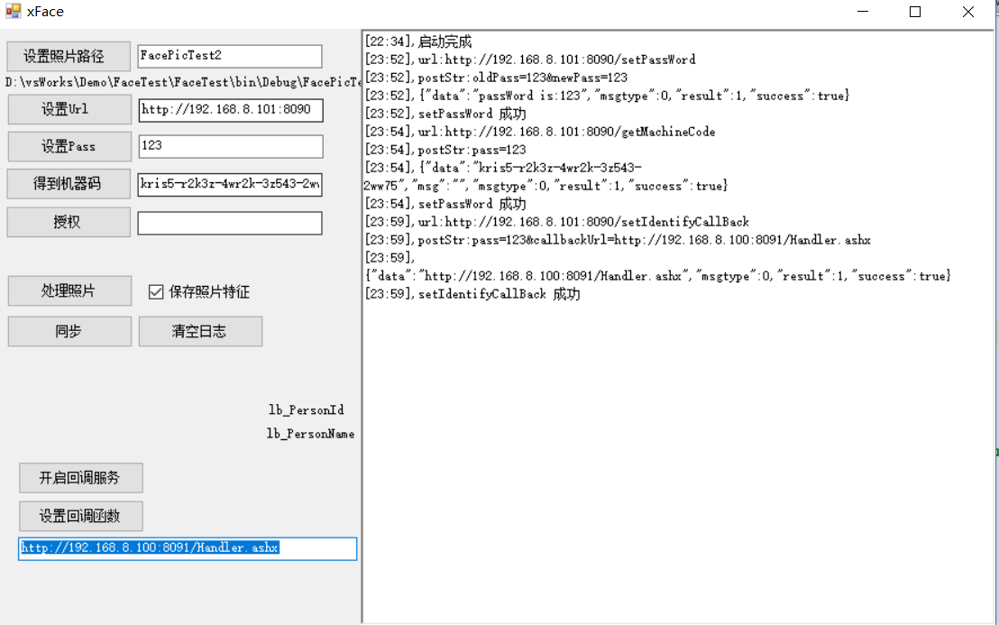 xFace
设置照片路径 FacePicTest2
D:\vsWorks\Demo\FaceTest\FaceTest\bin\Debug\FacePicTe
设置Url http://192.168.8.101:8090
设置Pass 123
得到机器码 kris5-r2k3z-4wr2k-3z543-2ww
授权
处理照片 保存照片特征
同步 清空日志
lb_PersonId
lb_PersonName
开启回调服务
设置回调函数
http://192.168.8.100:8091/Handler.ashx
[22:34],启动完成
[23:52],url:http://192.168.8.101:8090/setPassWord
[23:52],postStr:oldPass=123&newPass=123
[23:52],{"data":"passWord is:123","msgtype":0,"result":1,"success":true}
[23:52],setPassWord 成功
[23:54],url:http://192.168.8.101:8090/getMachineCode
[23:54],postStr:pass=123
[23:54],{"data":"kris5-r2k3z-4wr2k-3z543-
2ww75","msg":"","msgtype":0,"result":1,"success":true}
[23:54],setPassWord 成功
[23:59],url:http://192.168.8.101:8090/setIdentifyCallBack
[23:59],postStr:pass=123&callbackUrl=http://192.168.8.100:8091/Handler.ashx
[23:59],
{"data":"http://192.168.8.100:8091/Handler.ashx","msgtype":0,"result":1,"success":true}
[23:59],setIdentifyCallBack 成功